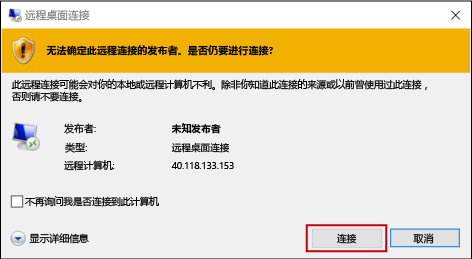 远程桌面连接
无法确定此远程连接的发布者。是否仍要进行连接?
此远程连接可能会对你的本地或远程计算机不利。除非你知道此连接的来源或以前曾使用过此连接，
否则请不要连接。
发布者: 未知发布者
类型: 远程桌面连接
远程计算机: 40.118.133.153
不再询问我是否连接到此计算机
显示详细信息 连接 取消